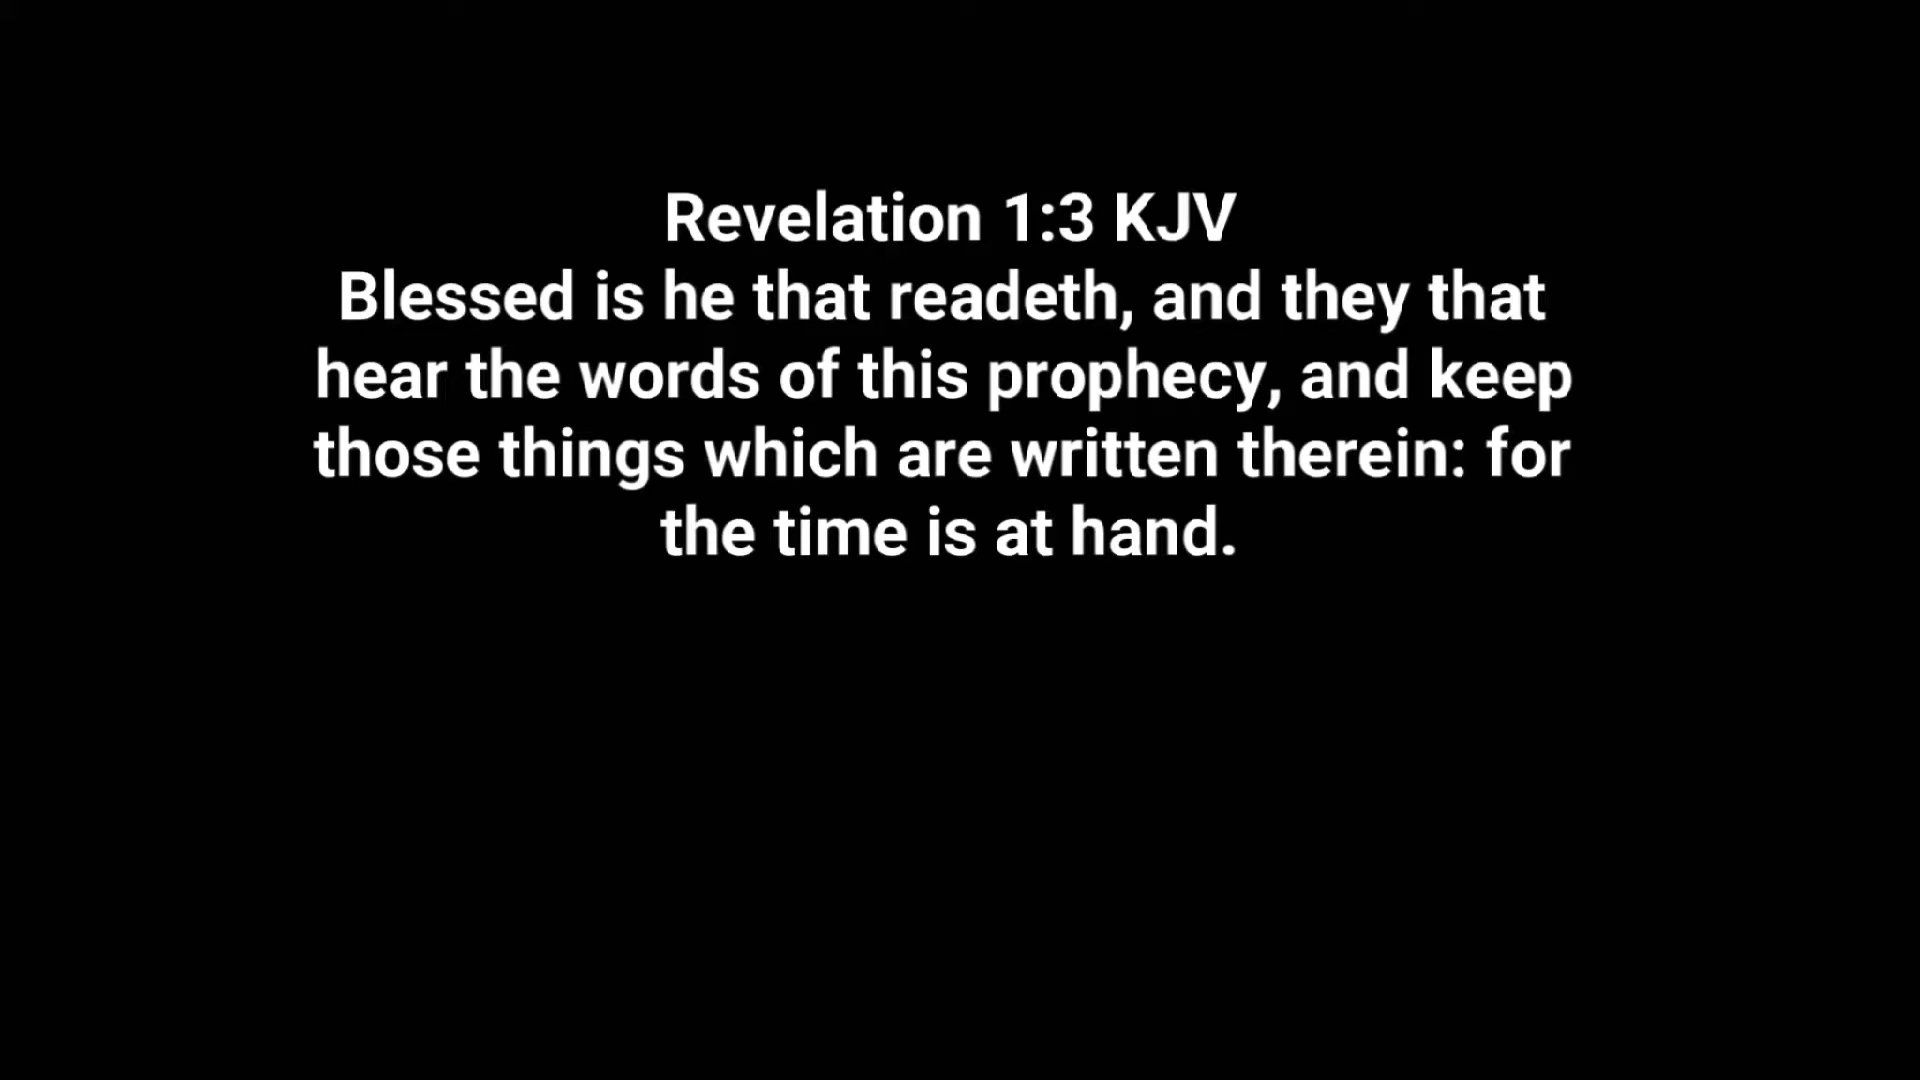 Revelation 1:3 KJV
Blessed is he that readeth, and they that
hear the words of this prophecy, and keep
those things which are written therein: for
the time is at hand.